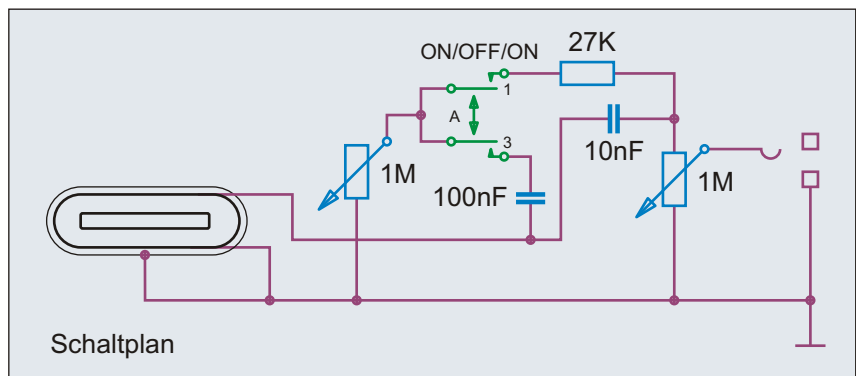 ON/OFF/ON
27K
1
A
3
10nF
1M
100nF
1M
Schaltplan